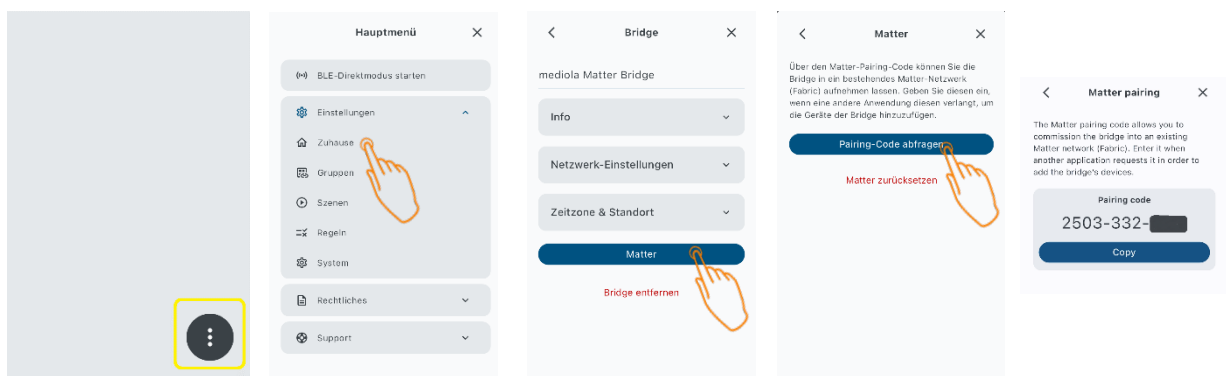 Hauptmenü
BLE-Direktmodus starten
Einstellungen
Zuhause
Gruppen
Szenen
Regeln
System
Rechtliches
Support
Bridge
mediola Matter Bridge
Info
Netzwerk-Einstellungen
Zeitzone & Standort
Matter
Bridge entfernen
Matter
Über den Matter-Pairing-Code können Sie die
Bridge in ein bestehendes Matter-Netzwerk
(Fabric) aufnehmen lassen. Geben Sie diesen ein,
wenn eine andere Anwendung diesen verlangt, um
die Geräte der Bridge hinzuzufügen.
Pairing-Code abfragen
Matter zurücksetzen
Matter pairing
The Matter pairing code allows you to
commission the bridge into an existing
Matter network (Fabric). Enter it when
another application requests it in order to
add the bridge's devices.
Pairing code
2503-332-
Copy